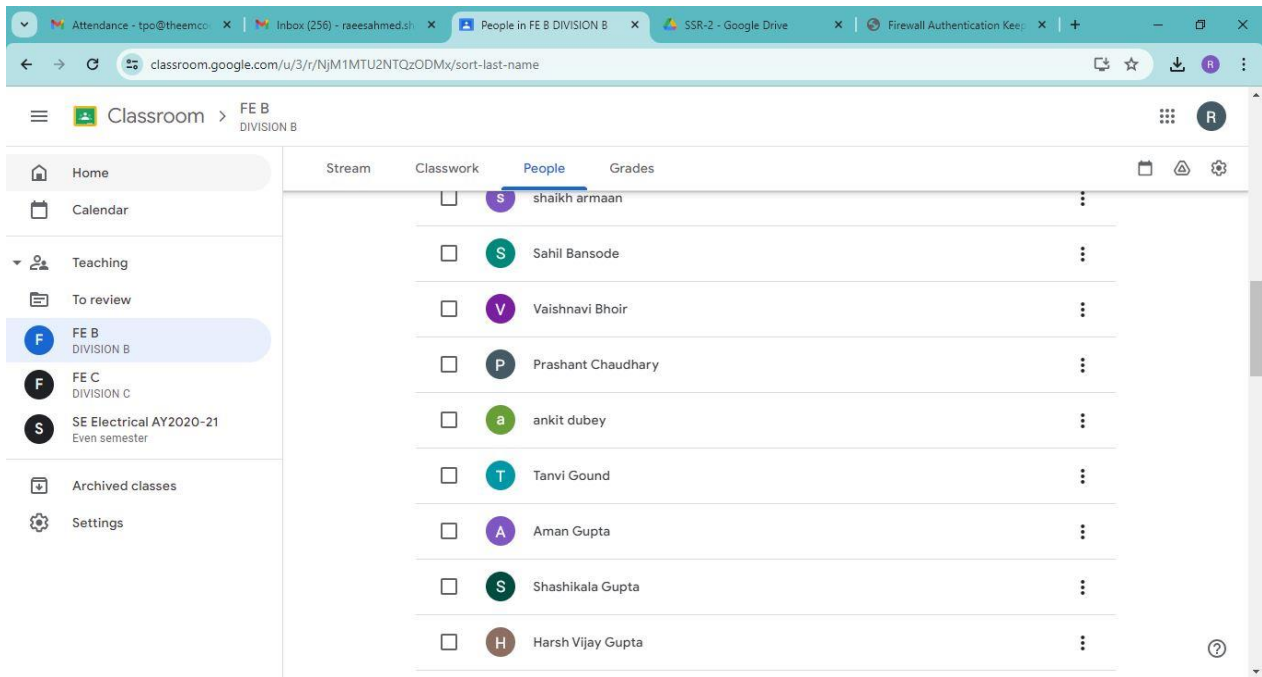 Attendance - tpo@theemco
Inbox (256) - raeesahmed.sh
People in FE B DIVISION B
SSR-2 - Google Drive
Firewall Authentication Keep
classroom.google.com/u/3/r/NjM1MTU2NTQzODMx/sort-last-name
R
Classroom > FE B
DIVISION B
R
Home
Calendar
Teaching
To review
F FE B
DIVISION B
F FE C
DIVISION C
S SE Electrical AY2020-21
Even semester
Archived classes
Settings
Stream Classwork People Grades
s shaikh armaan
S Sahil Bansode
V Vaishnavi Bhoir
P Prashant Chaudhary
a ankit dubey
T Tanvi Gound
A Aman Gupta
S Shashikala Gupta
H Harsh Vijay Gupta